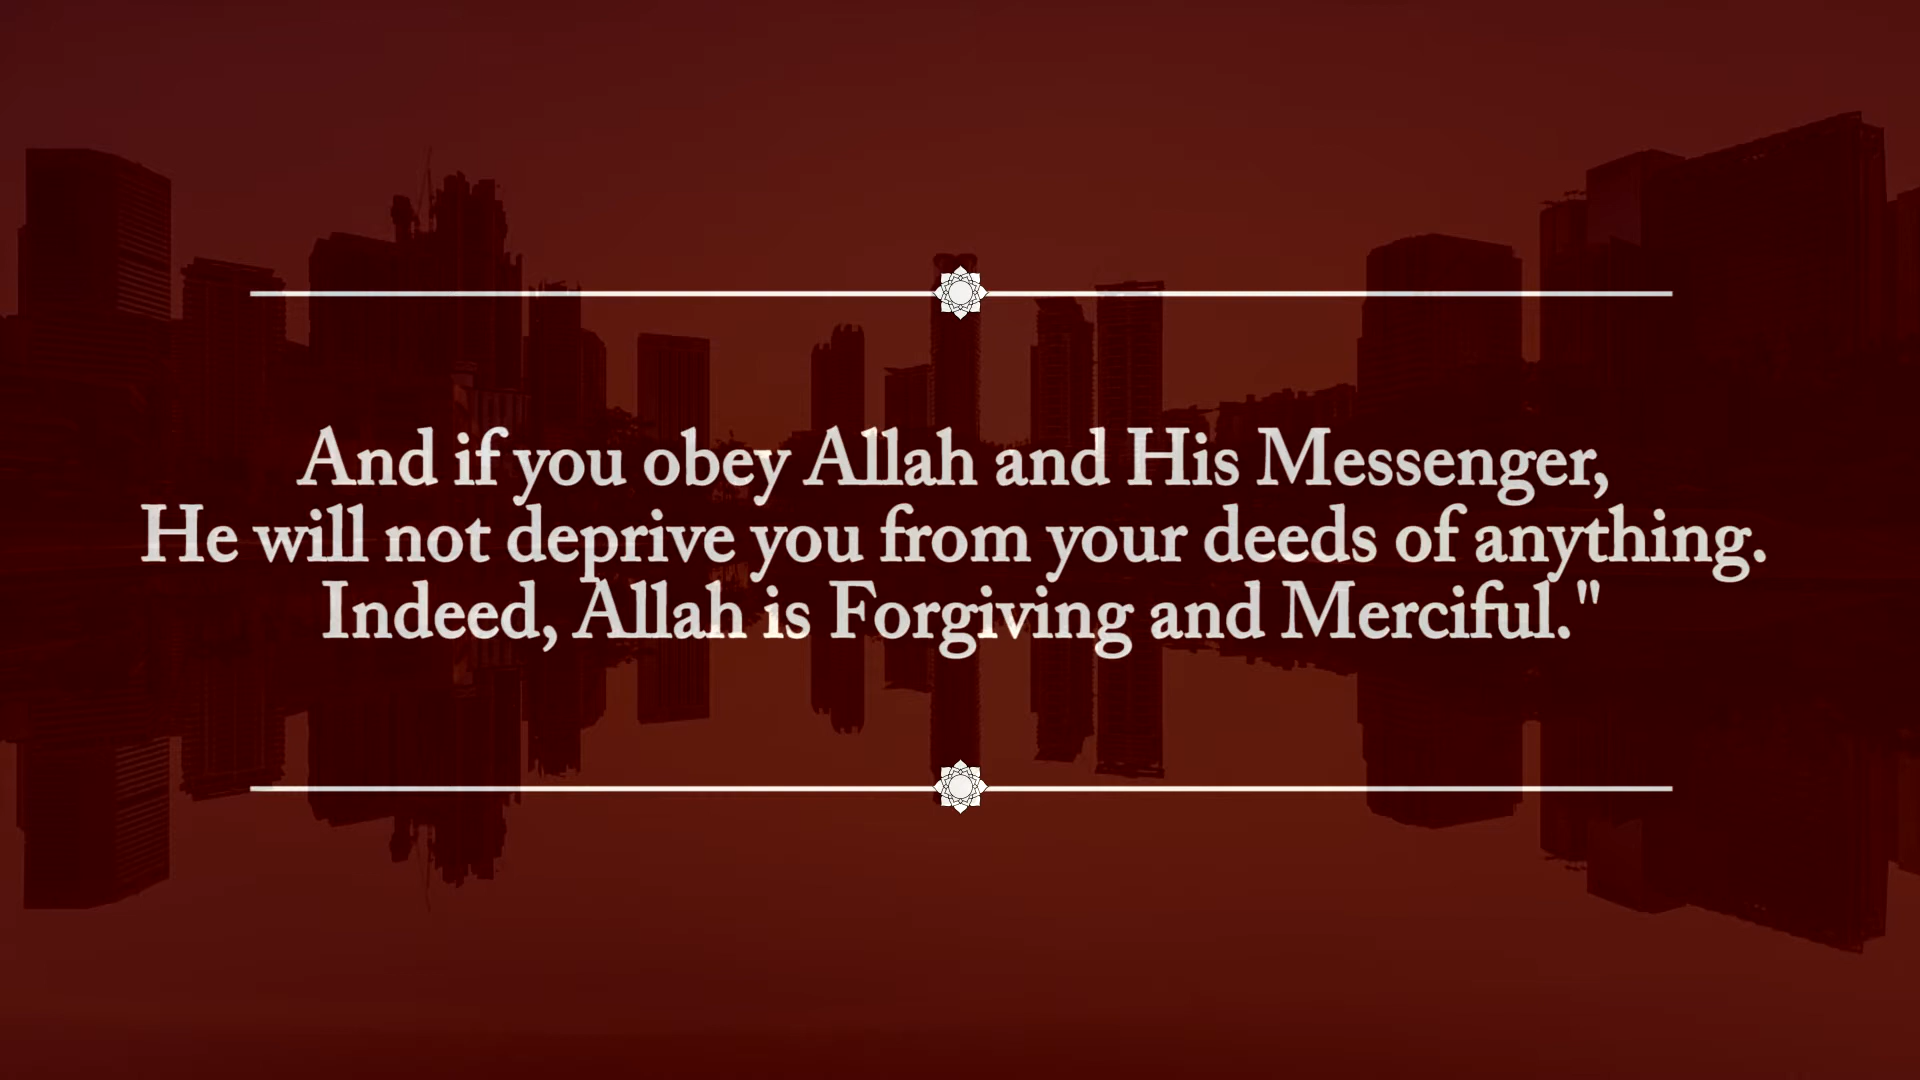 And if you obey Allah and His Messenger,
He will not deprive you from your deeds of anything.
Indeed, Allah is Forgiving and Merciful."